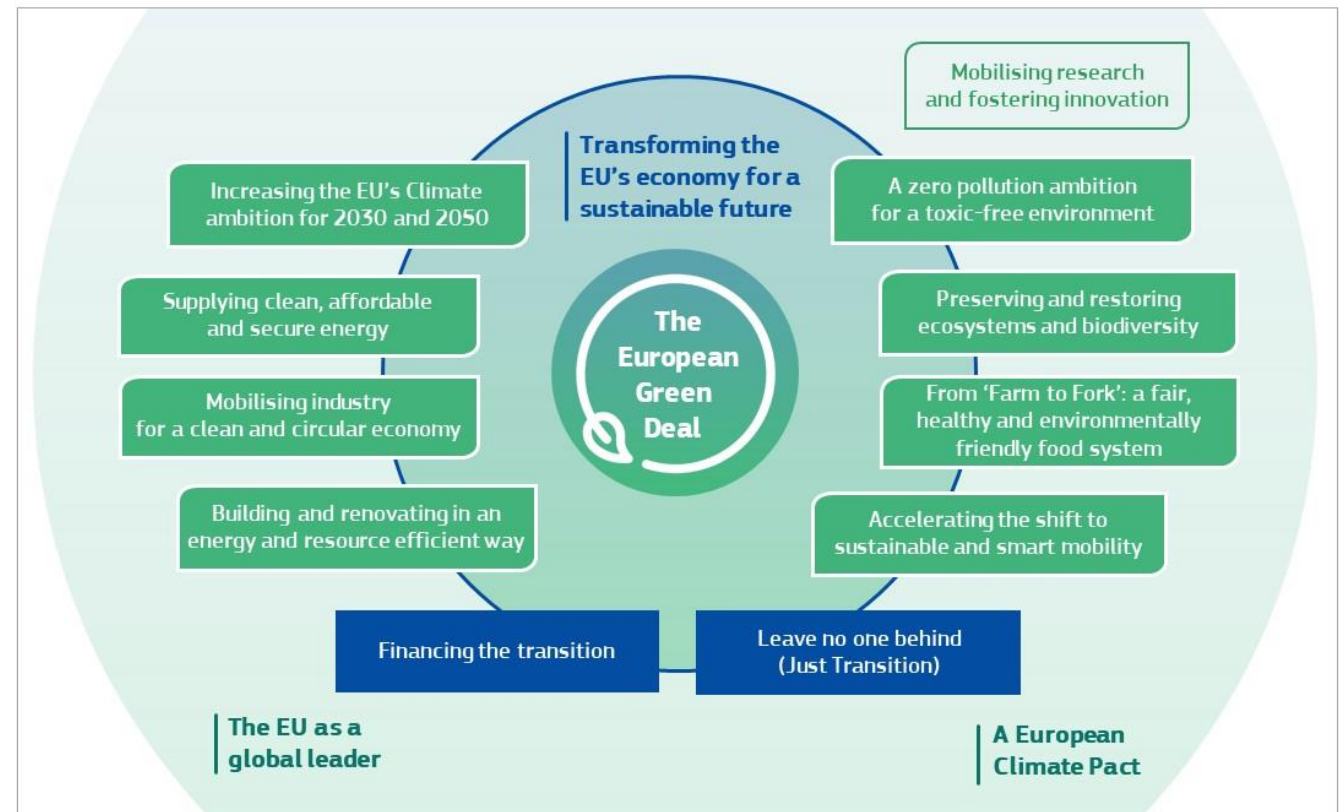 Mobilising research
and fostering innovation
Transforming the
EU's economy for a
sustainable future
Increasing the EU's Climate
ambition for 2030 and 2050
A zero pollution ambition
for a toxic-free environment
Supplying clean, affordable
and secure energy
Preserving and restoring
ecosystems and biodiversity
The
European
Green
Deal
Mobilising industry
for a clean and circular economy
From 'Farm to Fork': a fair,
healthy and environmentally
friendly food system
Building and renovating in an
energy and resource efficient way
Accelerating the shift to
sustainable and smart mobility
Financing the transition
Leave no one behind
(Just Transition)
The EU as a
global leader
A European
Climate Pact